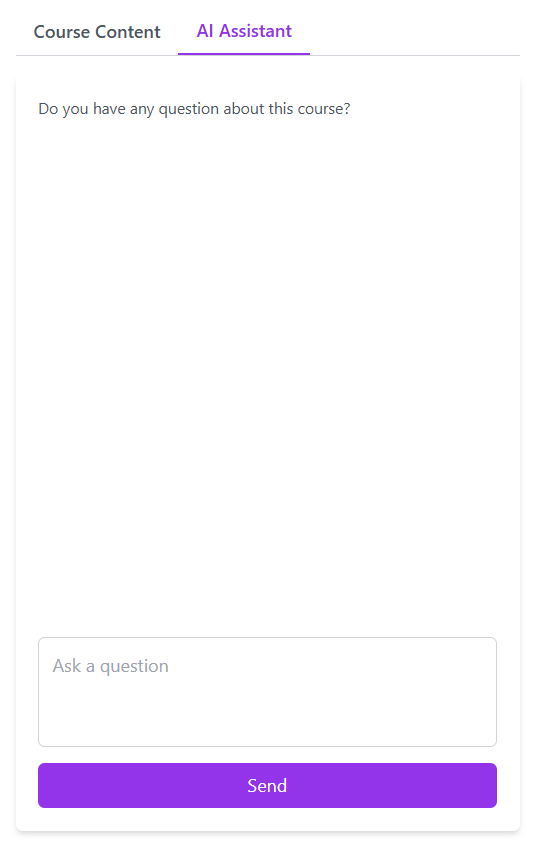 Course Content
AI Assistant
Do you have any question about this course?
Ask a question
Send